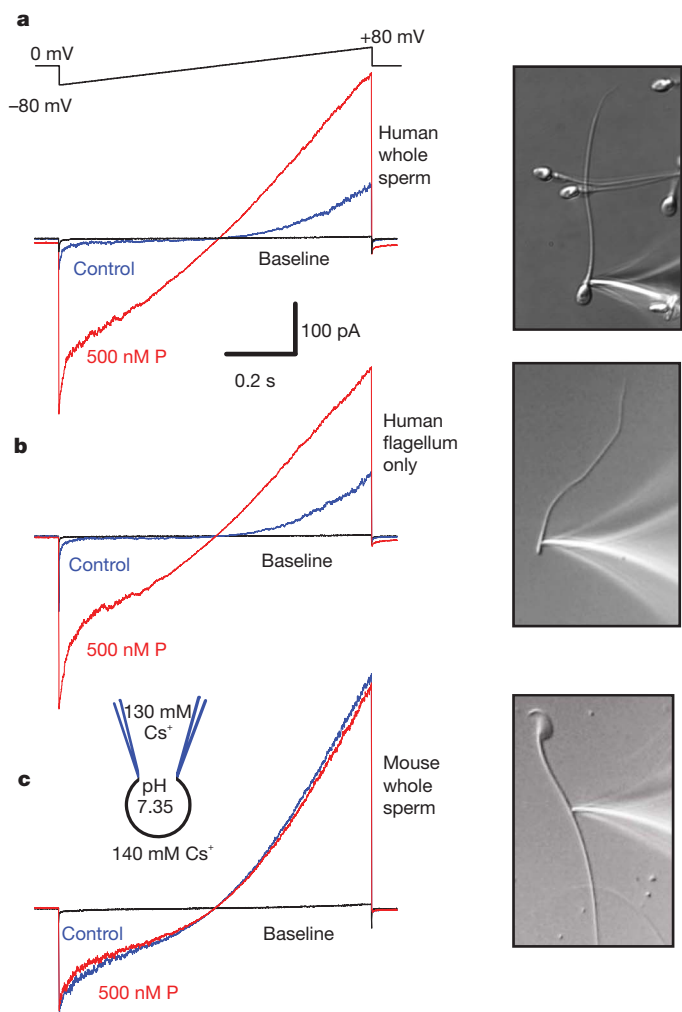 a
0 mV
+80 mV
–80 mV
Human
whole
sperm
Control
Baseline
500 nM P
100 pA
0.2 s
b
Human
flagellum
only
Control
Baseline
500 nM P
c
130 mM
Cs+
pH
7.35
140 mM Cs+
Mouse
whole
sperm
Control
Baseline
500 nM P